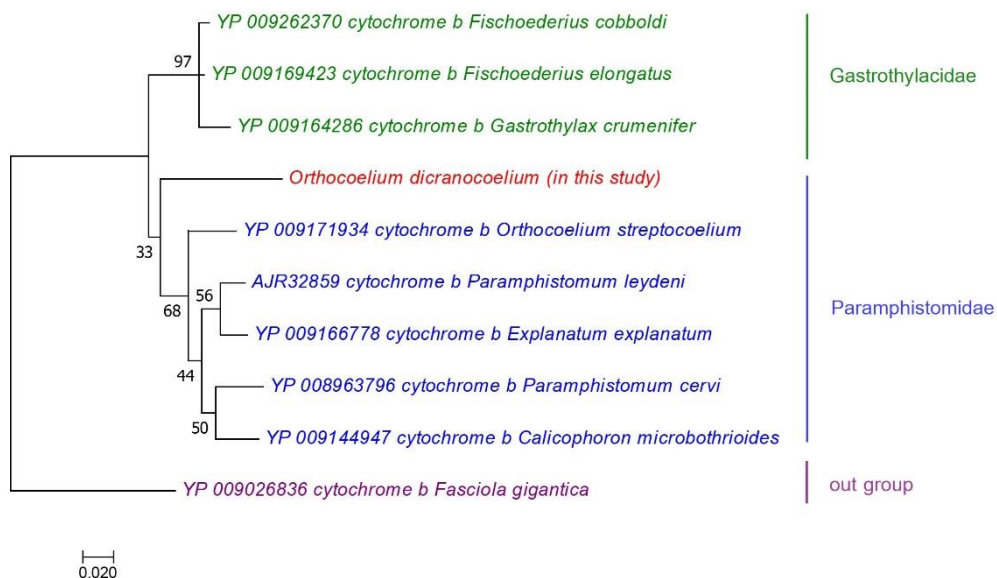 YP 009262370 cytochrome b Fischoederius cobboldi
97
YP 009169423 cytochrome b Fischoederius elongatus
Gastrothylacidae
YP 009164286 cytochrome b Gastrothylax crumenifer
Orthocoelium dicranocoelium (in this study)
YP 009171934 cytochrome b Orthocoelium streptocoelium
33
AJR32859 cytochrome b Paramphistomum leydeni
56
68
Paramphistomidae
YP 009166778 cytochrome b Explanatum explanatum
44
YP 008963796 cytochrome b Paramphistomum cervi
50
YP 009144947 cytochrome b Calicophoron microbothrioides
YP 009026836 cytochrome b Fasciola gigantica
out group
0.020